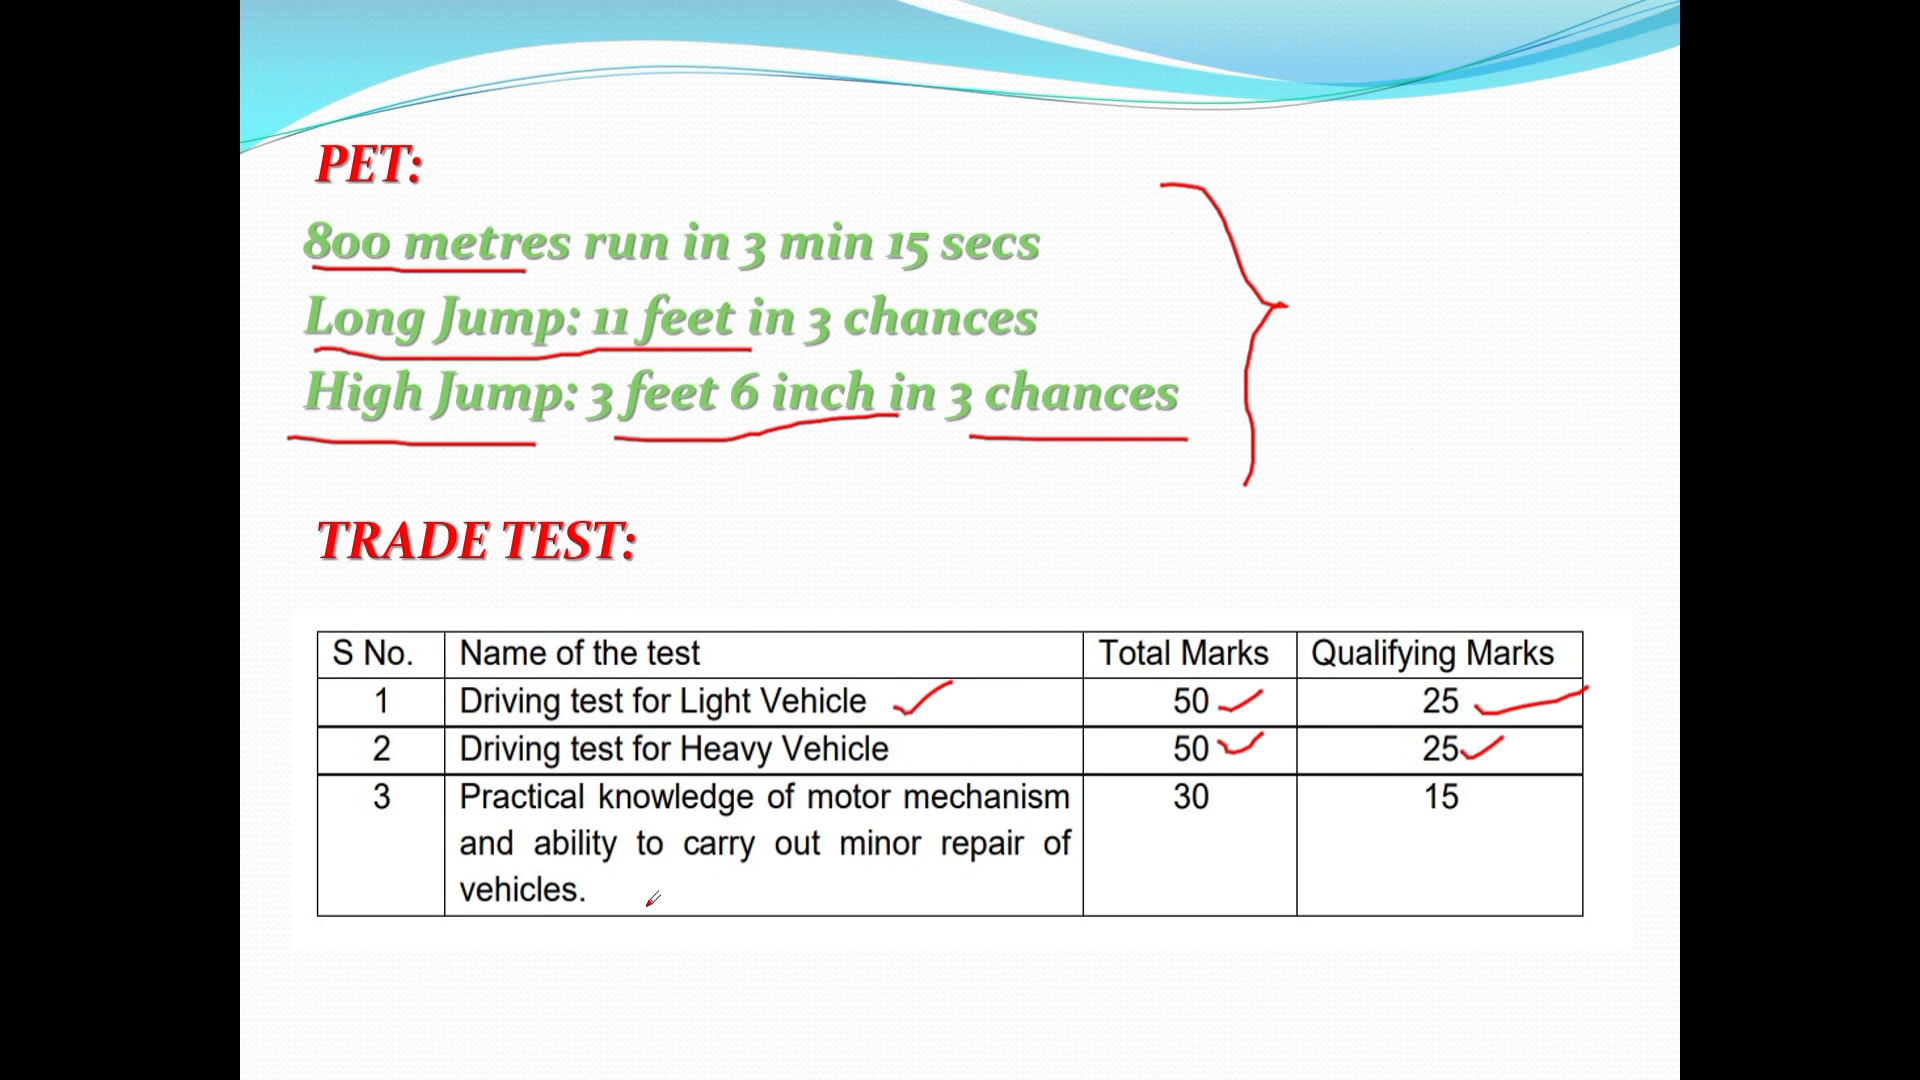 PET:
800 metres run in 3 min 15 secs
Long Jump: 11 feet in 3 chances
High Jump: 3 feet 6 inch in 3 chances
TRADE TEST:
S No. Name of the test Total Marks Qualifying Marks
1 Driving test for Light Vehicle 50 25
2 Driving test for Heavy Vehicle 50 25
3 Practical knowledge of motor mechanism 30 15
and ability to carry out minor repair of
vehicles.